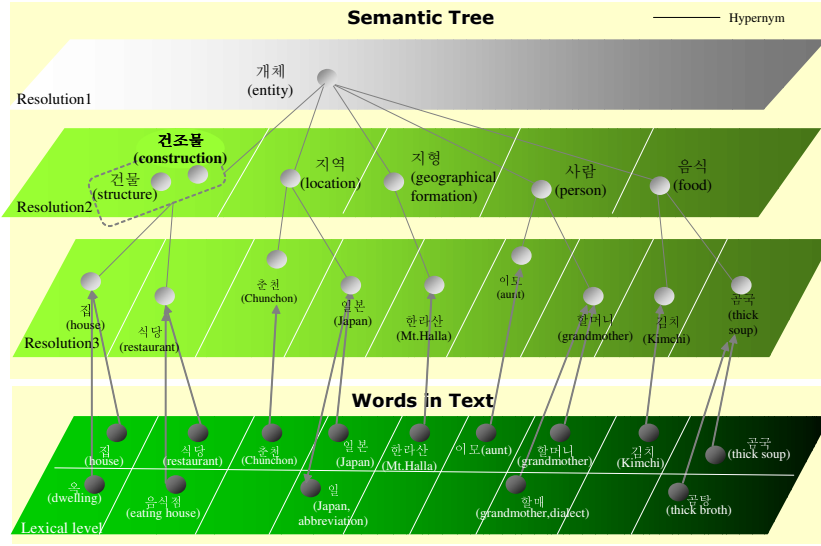 Semantic Tree
Hypernym
개체
(entity)
Resolution1
건조물
(construction)
건물
(structure)
지역
(location)
지형
(geographical
formation)
사람
(person)
음식
(food)
Resolution2
집
(house)
식당
(restaurant)
춘천
(Chunchon)
일본
(Japan)
한라산
(Mt.Halla)
이모
(aunt)
할머니
(grandmother)
김치
(Kimchi)
곰국
(thick
soup)
Resolution3
Words in Text
집
(house)
식당
(restaurant)
춘천
(Chunchon)
일본
(Japan)
한라산
(Mt.Halla)
이모(aunt)
할머니
(grandmother)
김치
(Kimchi)
곰국
(thick soup)
옥
(dwelling)
음식점
(eating house)
일
(Japan,
abbreviation)
할매
(grandmother,dialect)
곰탕
(thick broth)
Lexical level